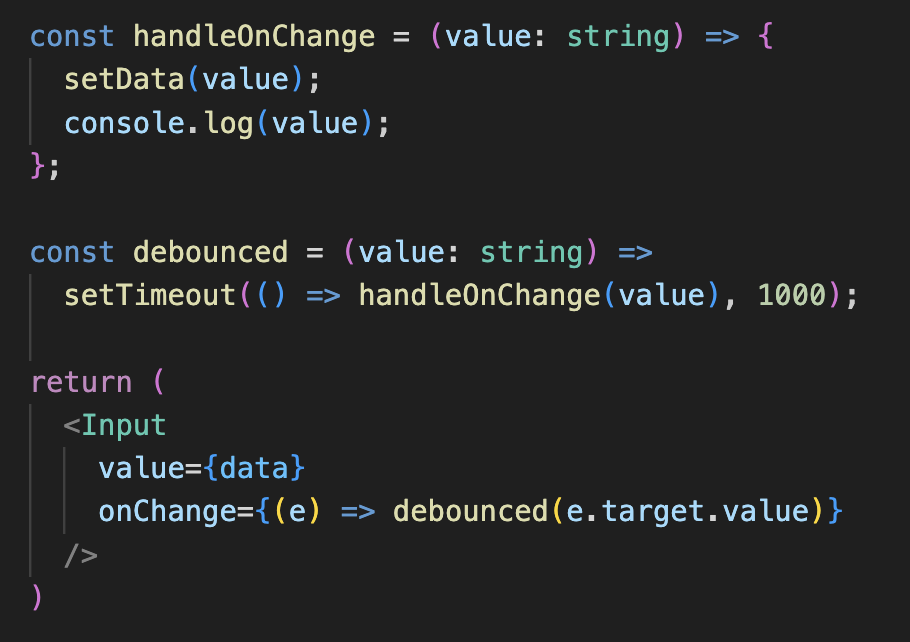 const handleOnChange = (value: string) => {
  setData(value);
  console.log(value);
};

const debounced = (value: string) =>
  setTimeout(() => handleOnChange(value), 1000);

return (
  <Input
    value={data}
    onChange={(e) => debounced(e.target.value)}
  />
)